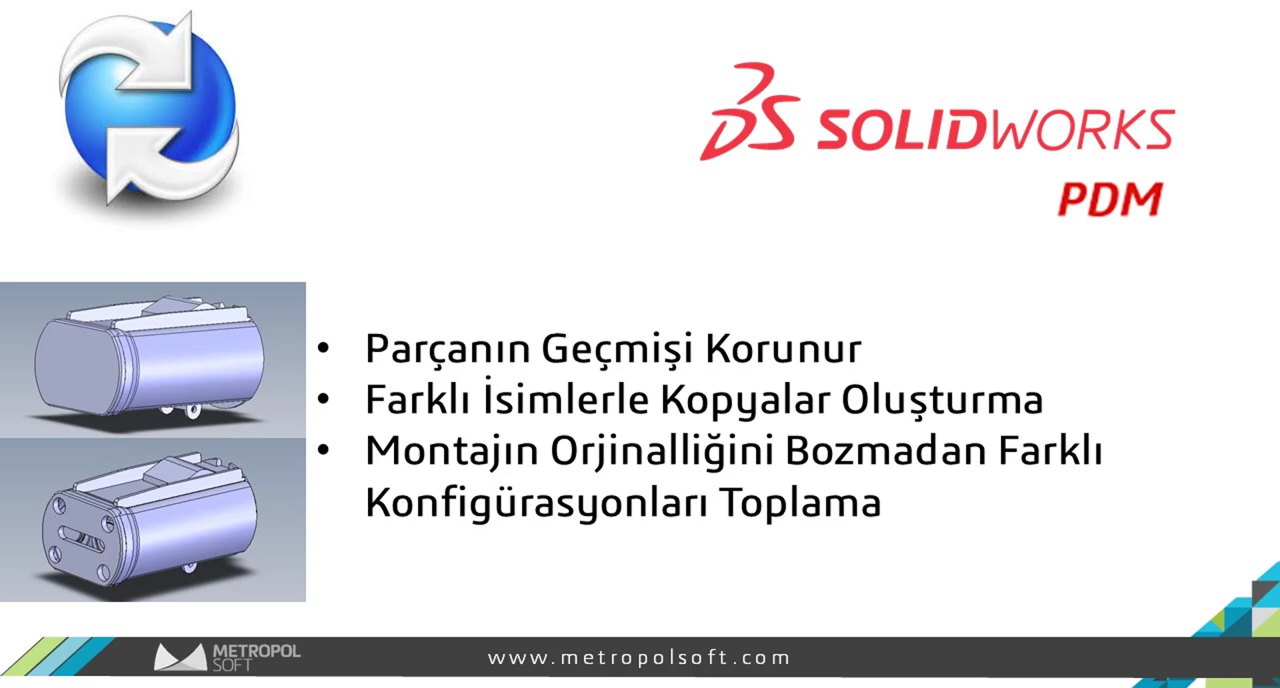 SOLIDWORKS
PDM
• Parçanın Geçmişi Korunur
• Farklı İsimlerle Kopyalar Oluşturma
• Montajın Orjinalliğini Bozmadan Farklı
Konfigürasyonları Toplama
METROPOL
SOFT
www.metropolsoft.com